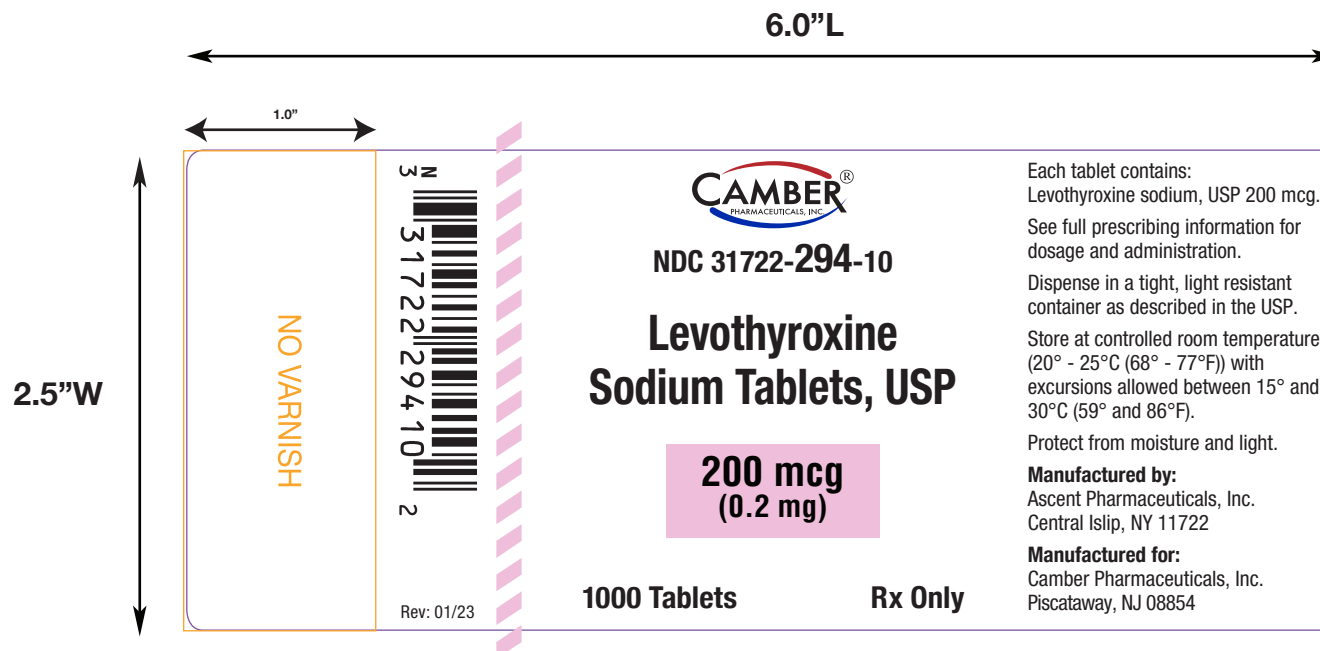 6.0”L
1.0”
2.5”W
NO VARNISH
N
3
31722 29410
2
Rev: 01/23
CAMBER®
PHARMACEUTICALS, INC.
NDC 31722-294-10
Levothyroxine
Sodium Tablets, USP
200 mcg
(0.2 mg)
1000 Tablets
Rx Only
Each tablet contains:
Levothyroxine sodium, USP 200 mcg.
See full prescribing information for
dosage and administration.
Dispense in a tight, light resistant
container as described in the USP.
Store at controlled room temperature
(20° - 25°C (68° - 77°F)) with
excursions allowed between 15° and
30°C (59° and 86°F).
Protect from moisture and light.
Manufactured by:
Ascent Pharmaceuticals, Inc.
Central Islip, NY 11722
Manufactured for:
Camber Pharmaceuticals, Inc.
Piscataway, NJ 08854